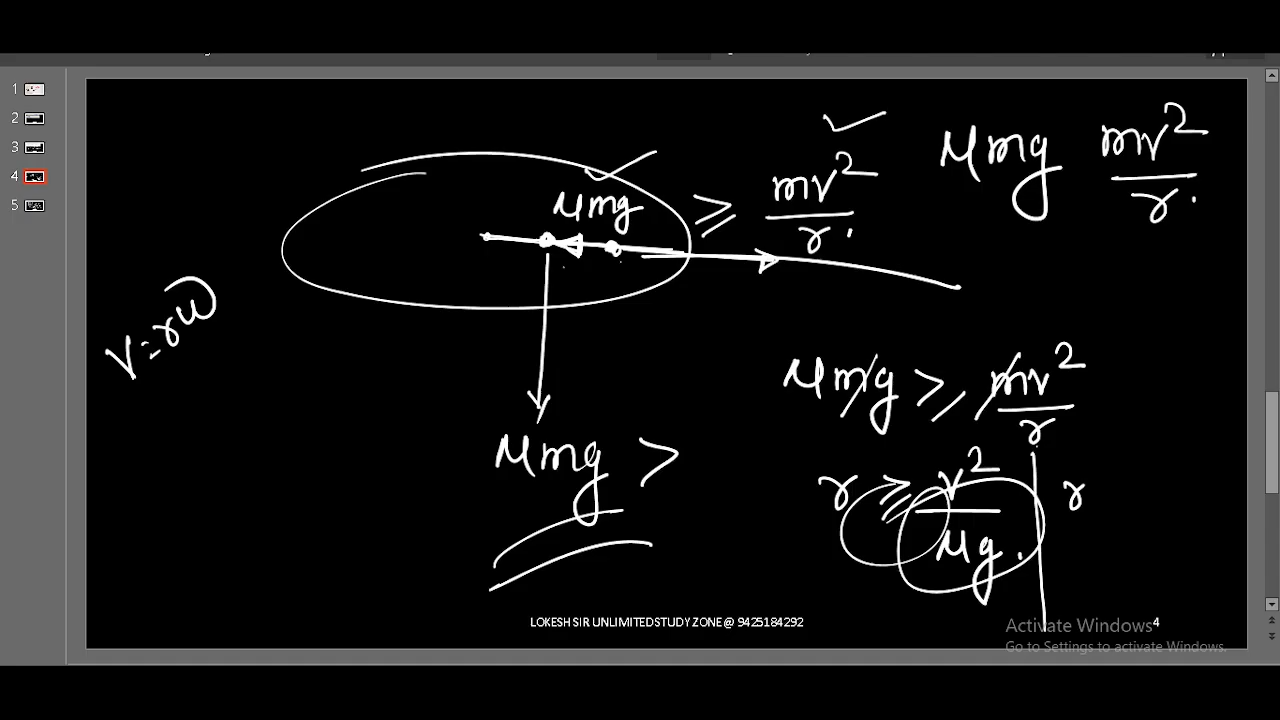 1
2
3
4
5
μmg ≥ mv²/r
μmg mv²/r
v=rω
μmg ≥ mv²/r
μmg >
r ≥ v²/μg
r
LOKESH SIR UNLIMITEDSTUDY ZONE @ 9425184292
4
Activate Windows
Go to Settings to activate Windows.